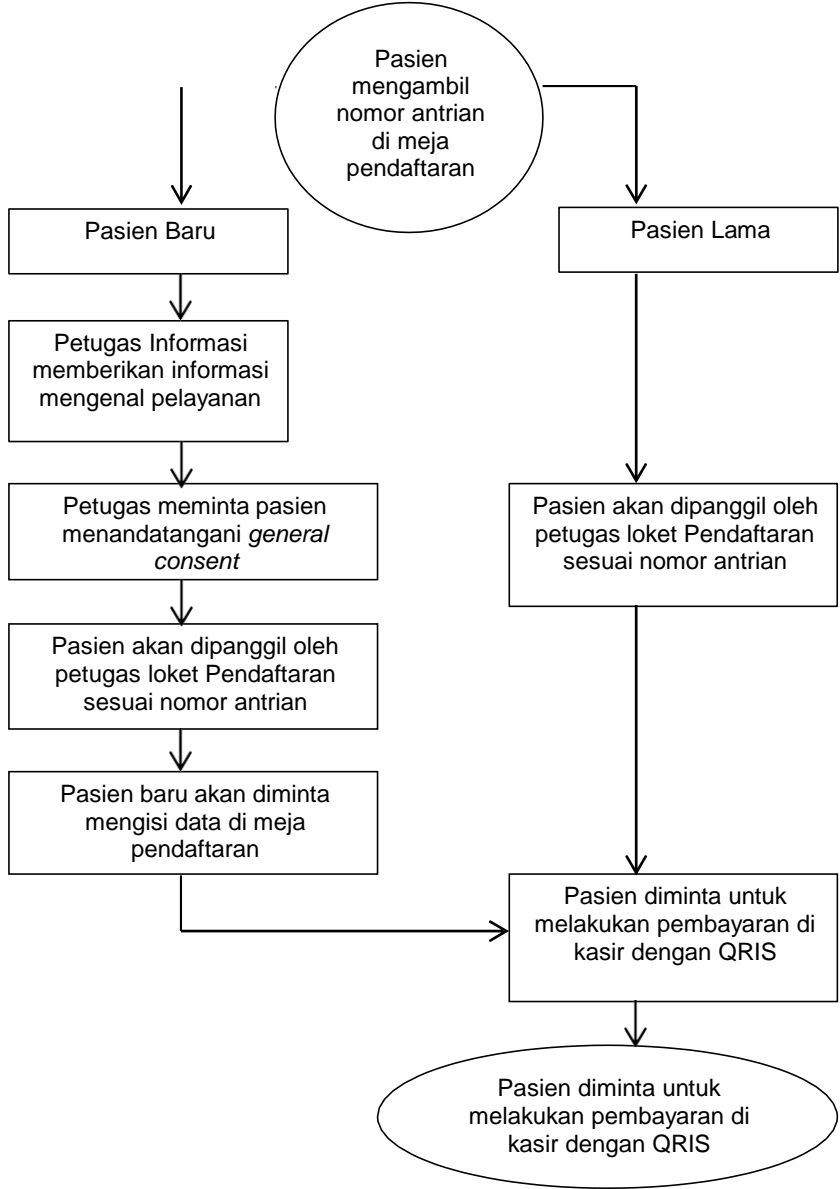 Pasien
mengambil
nomor antrian
di meja
pendaftaran
Pasien Baru
Pasien Lama
Petugas Informasi
memberikan informasi
mengenal pelayanan
Petugas meminta pasien
menandatangani general
consent
Pasien akan dipanggil oleh
petugas loket Pendaftaran
sesuai nomor antrian
Pasien akan dipanggil oleh
petugas loket Pendaftaran
sesuai nomor antrian
Pasien baru akan diminta
mengisi data di meja
pendaftaran
Pasien diminta untuk
melakukan pembayaran di
kasir dengan QRIS
Pasien diminta untuk
melakukan pembayaran di
kasir dengan QRIS